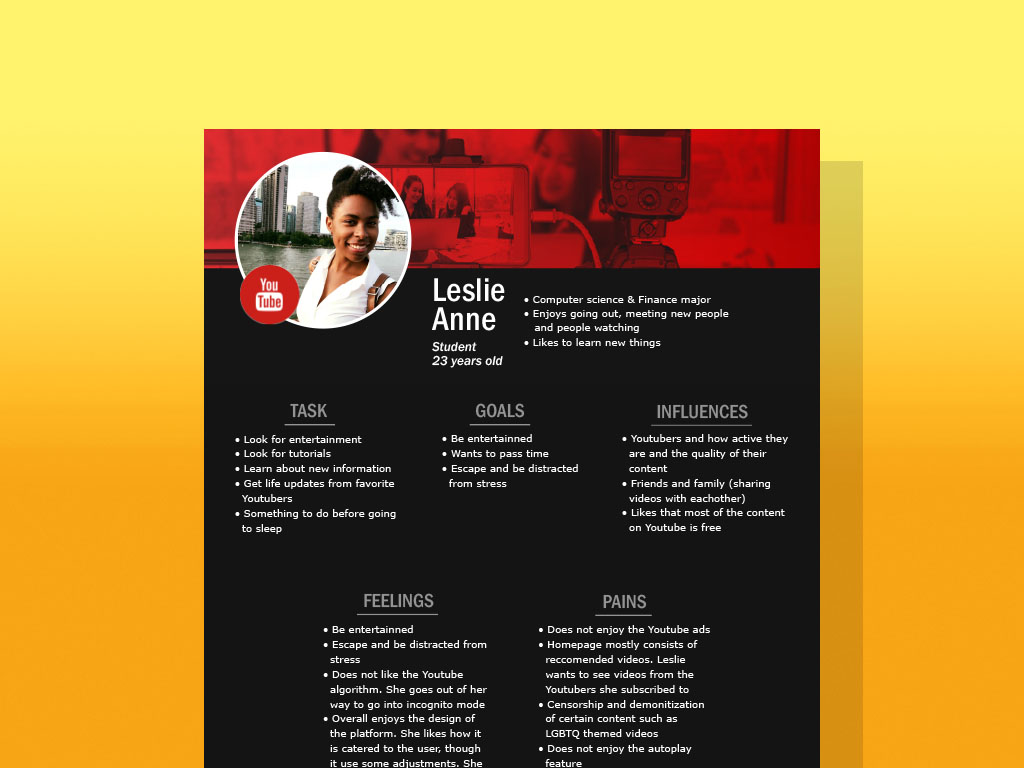 You
Tube
Leslie
Anne
Student
23 years old
• Computer science & Finance major
• Enjoys going out, meeting new people
and people watching
• Likes to learn new things
TASK
• Look for entertainment
• Look for tutorials
• Learn about new information
• Get life updates from favorite
Youtubers
• Something to do before going
to sleep
GOALS
• Be entertainned
• Wants to pass time
• Escape and be distracted
from stress
INFLUENCES
• Youtubers and how active they
are and the quality of their
content
• Friends and family (sharing
videos with eachother)
• Likes that most of the content
on Youtube is free
FEELINGS
• Be entertainned
• Escape and be distracted from
stress
• Does not like the Youtube
algorithm. She goes out of her
way to go into incognito mode
• Overall enjoys the design of
the platform. She likes how it
is catered to the user, though
it use some adjustments. She
PAINS
• Does not enjoy the Youtube ads
• Homepage mostly consists of
reccomended videos. Leslie
wants to see videos from the
Youtubers she subscribed to
• Censorship and demonitization
of certain content such as
LGBTQ themed videos
• Does not enjoy the autoplay
feature